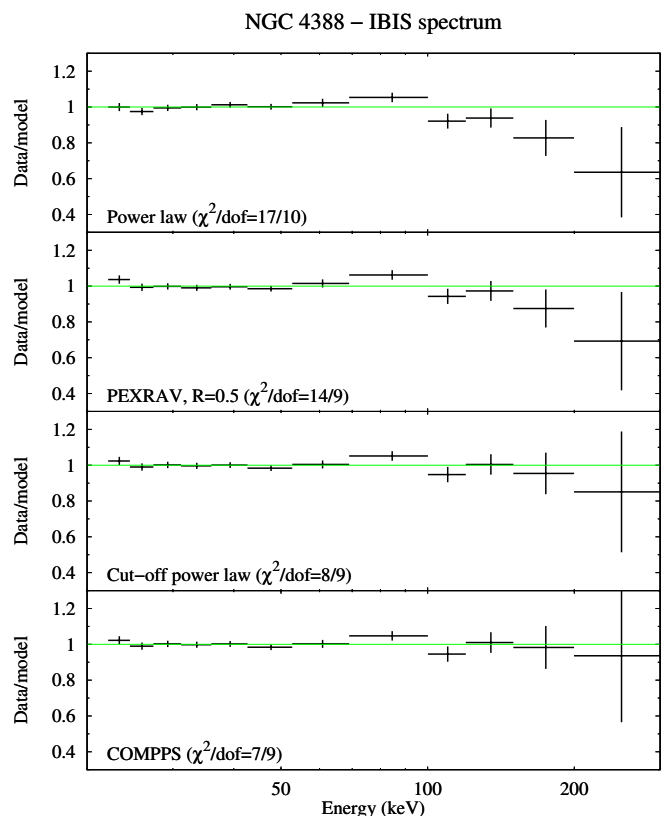 NGC 4388 − IBIS spectrum
1.2
1
0.8
0.6
0.4
Data/model
Power law (χ²/dof=17/10)
1.2
1
0.8
0.6
0.4
Data/model
PEXRAV, R=0.5 (χ²/dof=14/9)
1.2
1
0.8
0.6
0.4
Data/model
Cut−off power law (χ²/dof=8/9)
1.2
1
0.8
0.6
0.4
Data/model
COMPPS (χ²/dof=7/9)
50 100 200
Energy (keV)